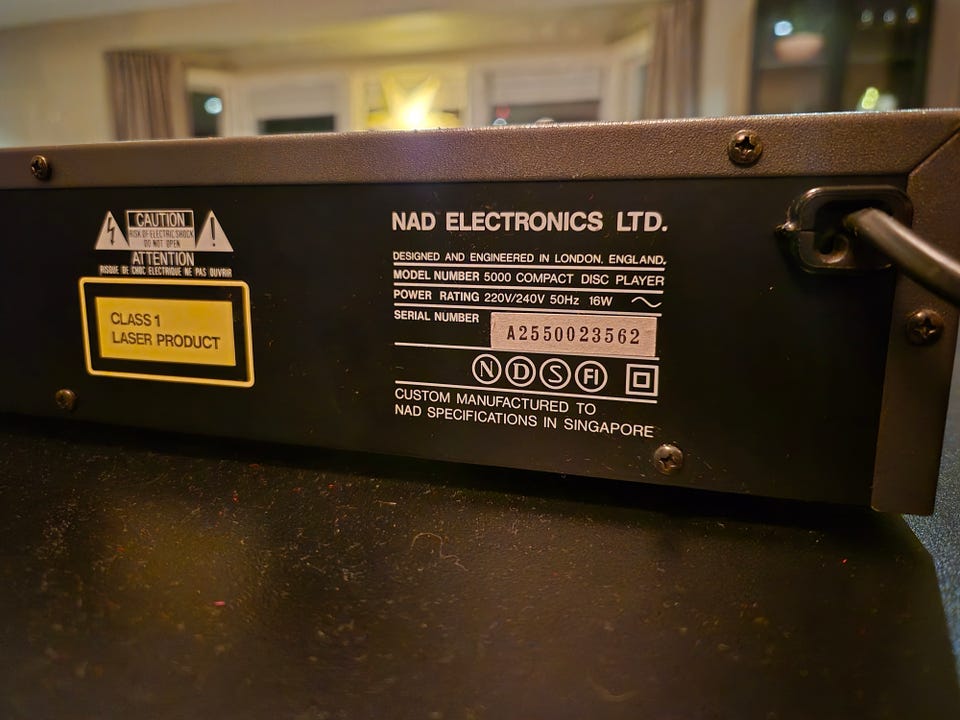 CAUTION
RISK OF ELECTRIC SHOCK
DO NOT OPEN
ATTENTION
RISQUE DE CHOC ELECTRIQUE NE PAS OUVRIR
CLASS 1
LASER PRODUCT
NAD ELECTRONICS LTD.
DESIGNED AND ENGINEERED IN LONDON, ENGLAND.
MODEL NUMBER 5000 COMPACT DISC PLAYER
POWER RATING 220V/240V 50Hz 16W
SERIAL NUMBER
A2550023562
N D S FI
CUSTOM MANUFACTURED TO
NAD SPECIFICATIONS IN SINGAPORE